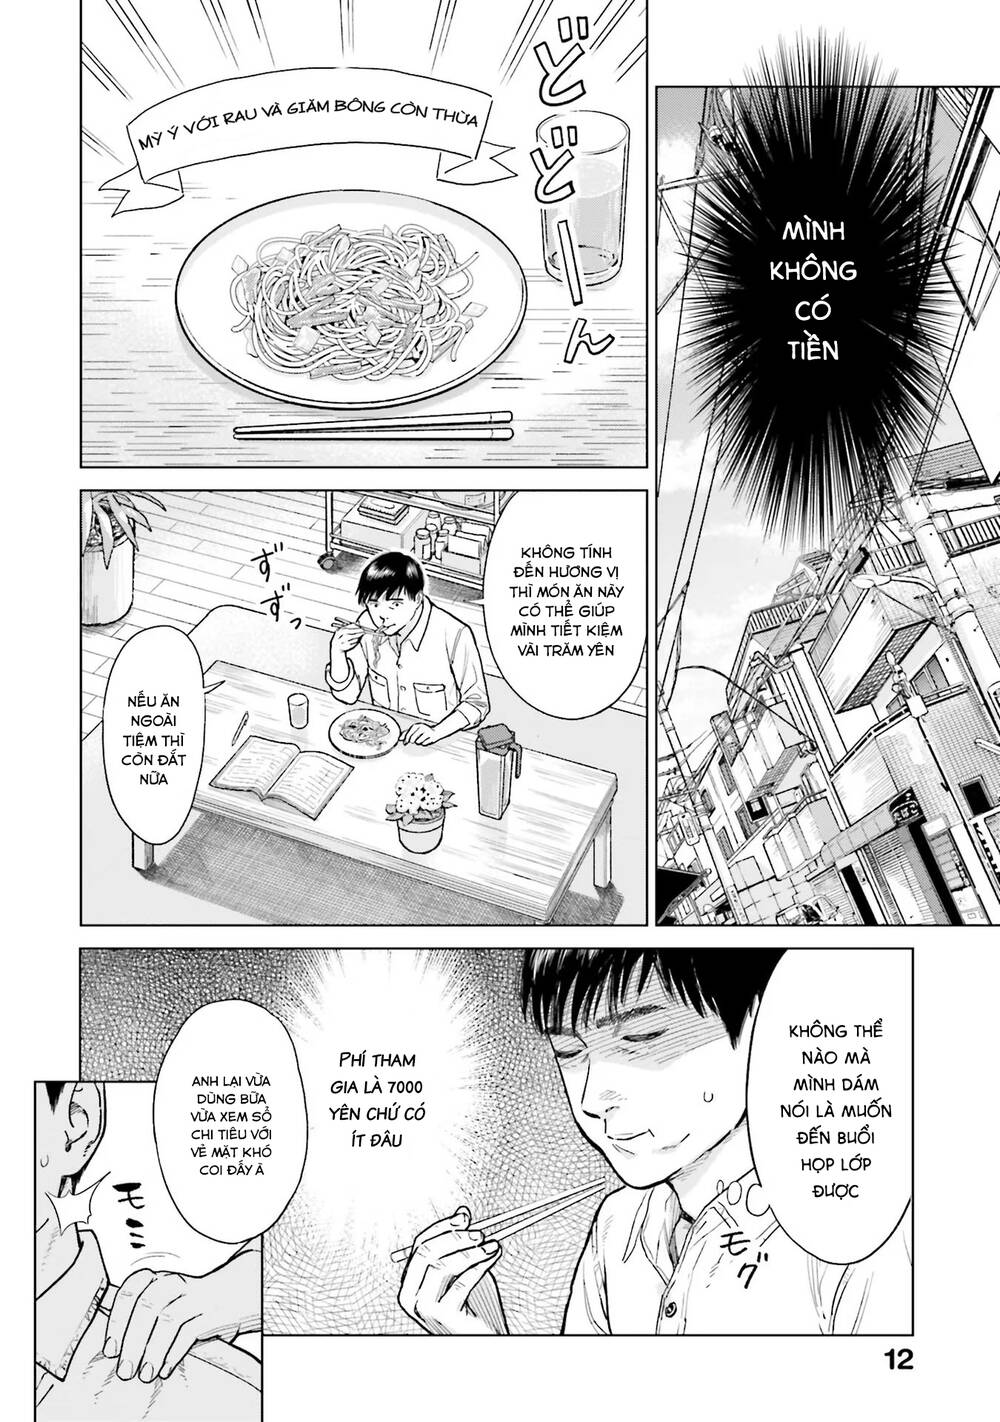 MÌNH
KHÔNG
CÓ
TIỀN
MỲ Ý VỚI RAU VÀ GIĂM BÔNG CÒN THỪA
どどーん
KHÔNG TÍNH
ĐẾN HƯƠNG VỊ
THÌ MÓN ĂN NÀY
CÓ THỂ GIÚP
MÌNH TIẾT KIỆM
VÀI TRĂM YÊN
ずず
ずっ
NẾU ĂN
NGOÀI
TIỆM THÌ
CÒN ĐẮT
NỮA
KHÔNG THỂ
NÀO MÀ
MÌNH DÁM
NÓI LÀ MUỐN
ĐẾN BUỔI
HỌP LỚP
ĐƯỢC
モグ
PHÍ THAM
GIA LÀ 7000
YÊN CHỨ CÓ
ÍT ĐÂU
ANH LẠI VỪA
DÙNG BỮA
VỪA XEM SỔ
CHI TIÊU VỚI
VẺ MẶT KHÓ
COI ĐẤY À
モミ
12